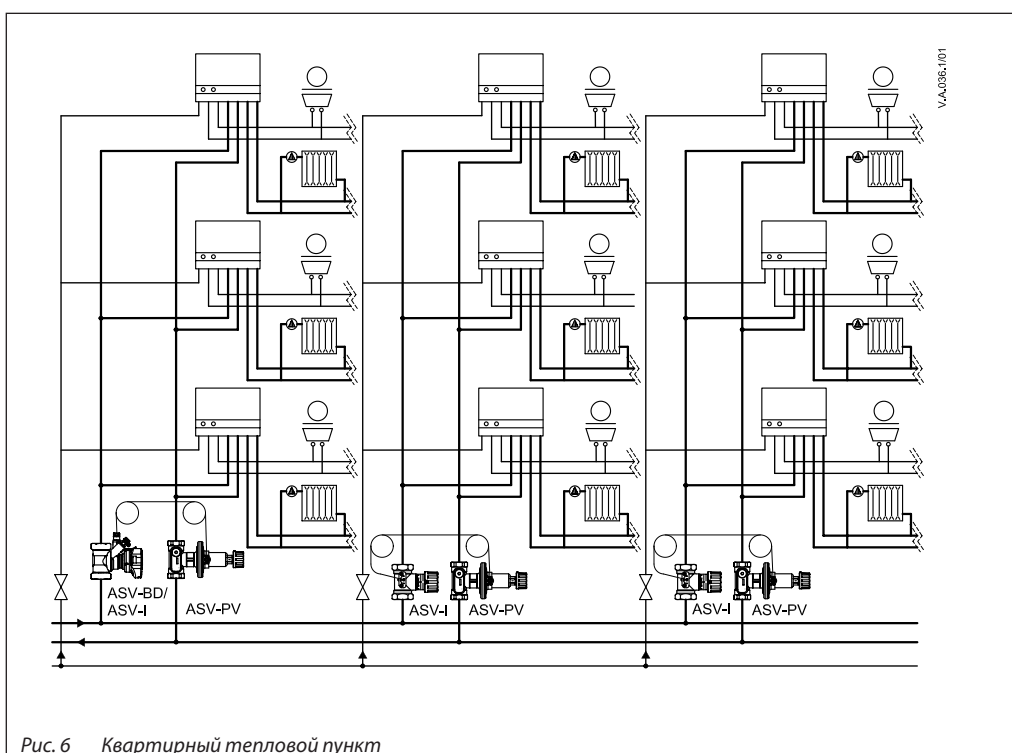 V.A.036.1/01
ASV-BD/
ASV-I
ASV-PV
ASV-I
ASV-PV
ASV-I
ASV-PV
Рис. 6 Квартирный тепловой пункт